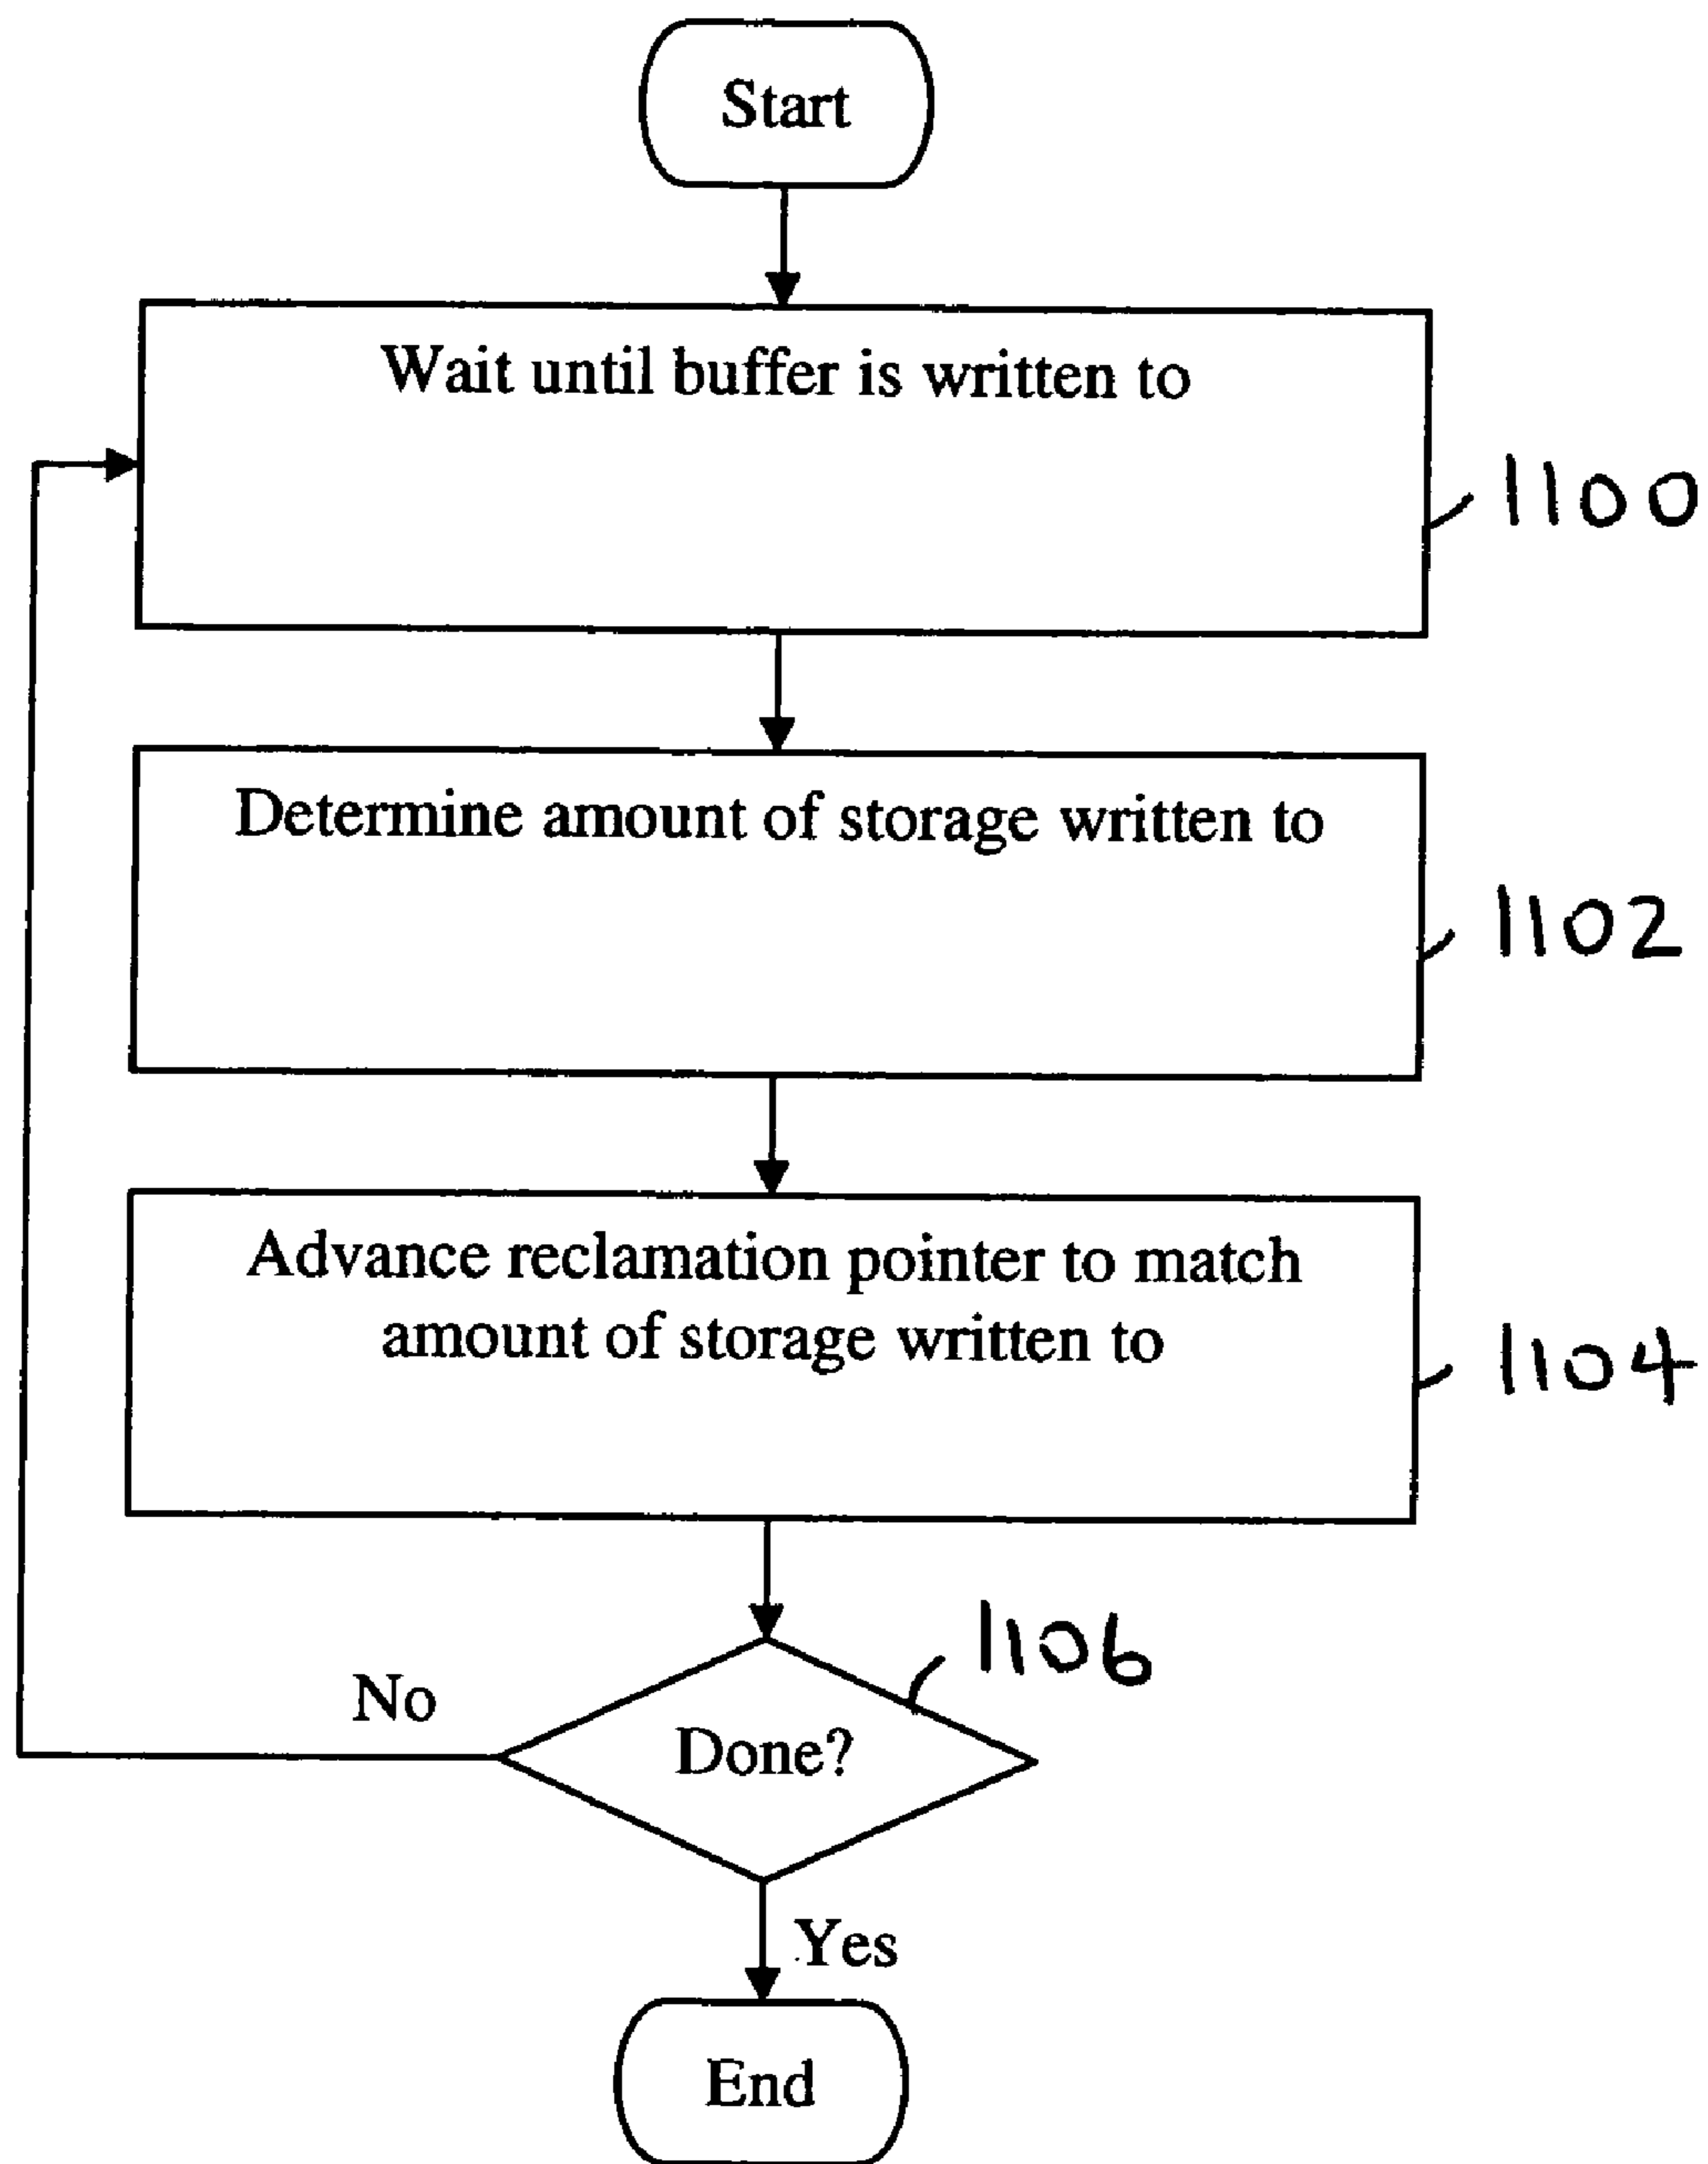 Start
Wait until buffer is written to
1100
Determine amount of storage written to
1102
Advance reclamation pointer to match
amount of storage written to
1104
1106
No
Done?
Yes
End